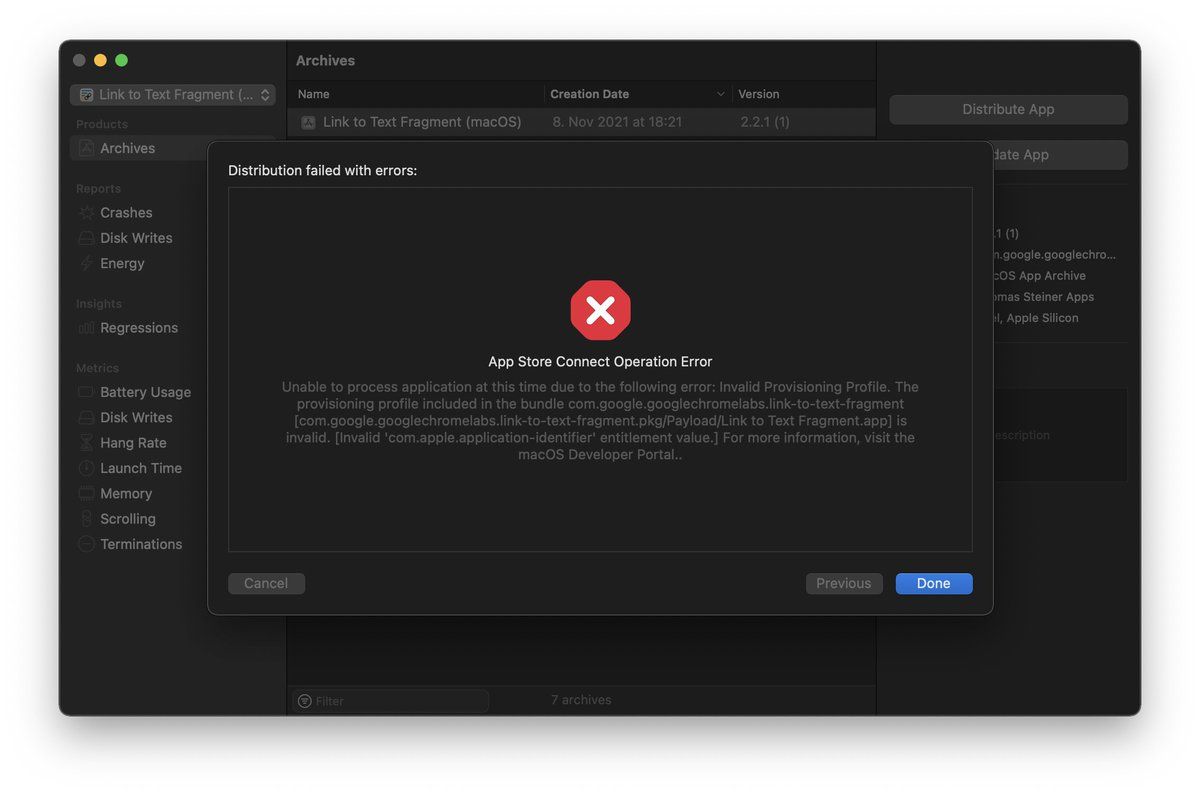 Archives
Link to Text Fragment (...
Name
Creation Date
Version
Distribute App
Products
Link to Text Fragment (macOS)
8. Nov 2021 at 18:21
2.2.1 (1)
Archives
date App
Distribution failed with errors:
Reports
Crashes
.1 (1)
Disk Writes
m.google.googlechro...
Energy
cOS App Archive
omas Steiner Apps
Insights
el, Apple Silicon
Regressions
App Store Connect Operation Error
Metrics
Unable to process application at this time due to the following error: Invalid Provisioning Profile. The
provisioning profile included in the bundle com.google.googlechromelabs.link-to-text-fragment
[com.google.googlechromelabs.link-to-text-fragment.pkg/Payload/Link to Text Fragment.app] is
invalid. [Invalid 'com.apple.application-identifier' entitlement value.] For more information, visit the
macOS Developer Portal..
Battery Usage
Disk Writes
escription
Hang Rate
Launch Time
Memory
Scrolling
Terminations
Cancel
Previous
Done
Filter
7 archives